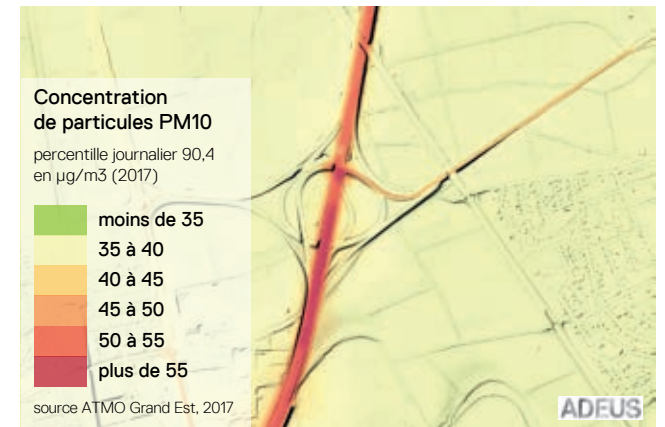 Concentration
de particules PM10
percentille journalier 90,4
en µg/m3 (2017)
moins de 35
35 à 40
40 à 45
45 à 50
50 à 55
plus de 55
source ATMO Grand Est, 2017
ADEUS